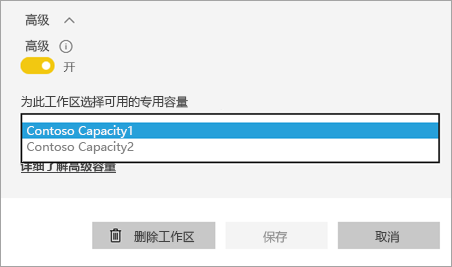 高级
高级
开
为此工作区选择可用的专用容量
Contoso Capacity1
Contoso Capacity2
详细了解高级容量
删除工作区
保存
取消